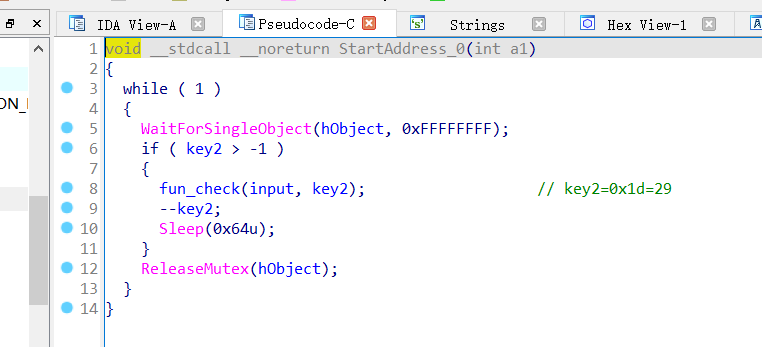 IDA View-A Pseudocode-C Strings Hex View-1
1 void __stdcall __noreturn StartAddress_0(int a1)
2 {
3 while ( 1 )
4 {
5 WaitForSingleObject(hObject, 0xFFFFFFFF);
6 if ( key2 > -1 )
7 {
8 fun_check(input, key2); // key2=0x1d=29
9 --key2;
10 Sleep(0x64u);
11 }
12 ReleaseMutex(hObject);
13 }
14 }